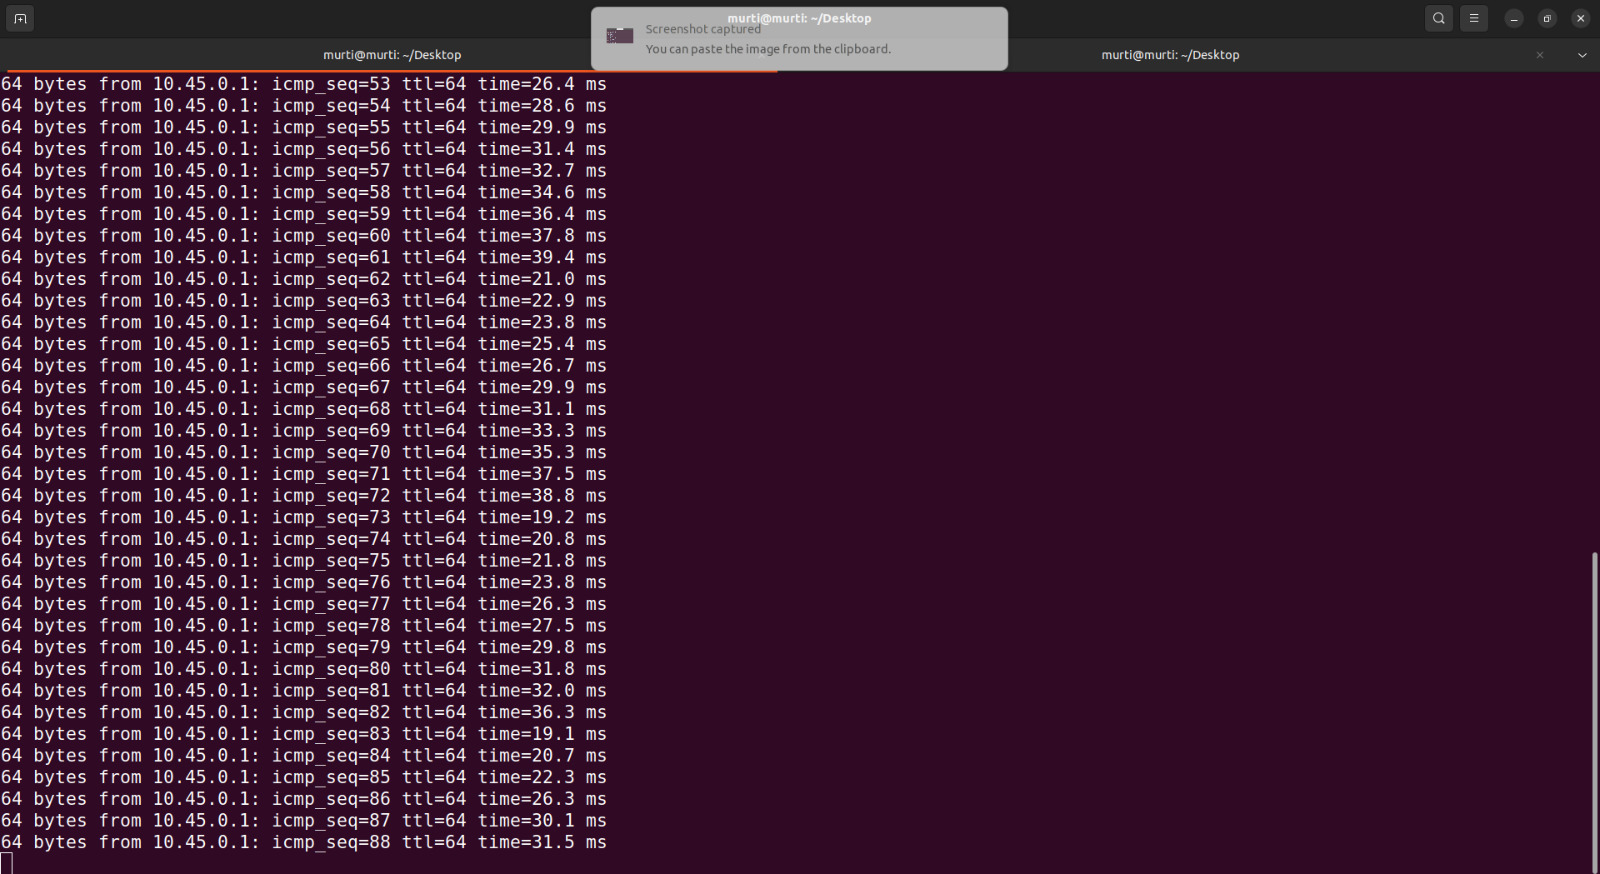 murti@murti: ~/Desktop
Screenshot captured
You can paste the image from the clipboard.
murti@murti: ~/Desktop
murti@murti: ~/Desktop
64 bytes from 10.45.0.1: icmp_seq=53 ttl=64 time=26.4 ms
64 bytes from 10.45.0.1: icmp_seq=54 ttl=64 time=28.6 ms
64 bytes from 10.45.0.1: icmp_seq=55 ttl=64 time=29.9 ms
64 bytes from 10.45.0.1: icmp_seq=56 ttl=64 time=31.4 ms
64 bytes from 10.45.0.1: icmp_seq=57 ttl=64 time=32.7 ms
64 bytes from 10.45.0.1: icmp_seq=58 ttl=64 time=34.6 ms
64 bytes from 10.45.0.1: icmp_seq=59 ttl=64 time=36.4 ms
64 bytes from 10.45.0.1: icmp_seq=60 ttl=64 time=37.8 ms
64 bytes from 10.45.0.1: icmp_seq=61 ttl=64 time=39.4 ms
64 bytes from 10.45.0.1: icmp_seq=62 ttl=64 time=21.0 ms
64 bytes from 10.45.0.1: icmp_seq=63 ttl=64 time=22.9 ms
64 bytes from 10.45.0.1: icmp_seq=64 ttl=64 time=23.8 ms
64 bytes from 10.45.0.1: icmp_seq=65 ttl=64 time=25.4 ms
64 bytes from 10.45.0.1: icmp_seq=66 ttl=64 time=26.7 ms
64 bytes from 10.45.0.1: icmp_seq=67 ttl=64 time=29.9 ms
64 bytes from 10.45.0.1: icmp_seq=68 ttl=64 time=31.1 ms
64 bytes from 10.45.0.1: icmp_seq=69 ttl=64 time=33.3 ms
64 bytes from 10.45.0.1: icmp_seq=70 ttl=64 time=35.3 ms
64 bytes from 10.45.0.1: icmp_seq=71 ttl=64 time=37.5 ms
64 bytes from 10.45.0.1: icmp_seq=72 ttl=64 time=38.8 ms
64 bytes from 10.45.0.1: icmp_seq=73 ttl=64 time=19.2 ms
64 bytes from 10.45.0.1: icmp_seq=74 ttl=64 time=20.8 ms
64 bytes from 10.45.0.1: icmp_seq=75 ttl=64 time=21.8 ms
64 bytes from 10.45.0.1: icmp_seq=76 ttl=64 time=23.8 ms
64 bytes from 10.45.0.1: icmp_seq=77 ttl=64 time=26.3 ms
64 bytes from 10.45.0.1: icmp_seq=78 ttl=64 time=27.5 ms
64 bytes from 10.45.0.1: icmp_seq=79 ttl=64 time=29.8 ms
64 bytes from 10.45.0.1: icmp_seq=80 ttl=64 time=31.8 ms
64 bytes from 10.45.0.1: icmp_seq=81 ttl=64 time=32.0 ms
64 bytes from 10.45.0.1: icmp_seq=82 ttl=64 time=36.3 ms
64 bytes from 10.45.0.1: icmp_seq=83 ttl=64 time=19.1 ms
64 bytes from 10.45.0.1: icmp_seq=84 ttl=64 time=20.7 ms
64 bytes from 10.45.0.1: icmp_seq=85 ttl=64 time=22.3 ms
64 bytes from 10.45.0.1: icmp_seq=86 ttl=64 time=26.3 ms
64 bytes from 10.45.0.1: icmp_seq=87 ttl=64 time=30.1 ms
64 bytes from 10.45.0.1: icmp_seq=88 ttl=64 time=31.5 ms